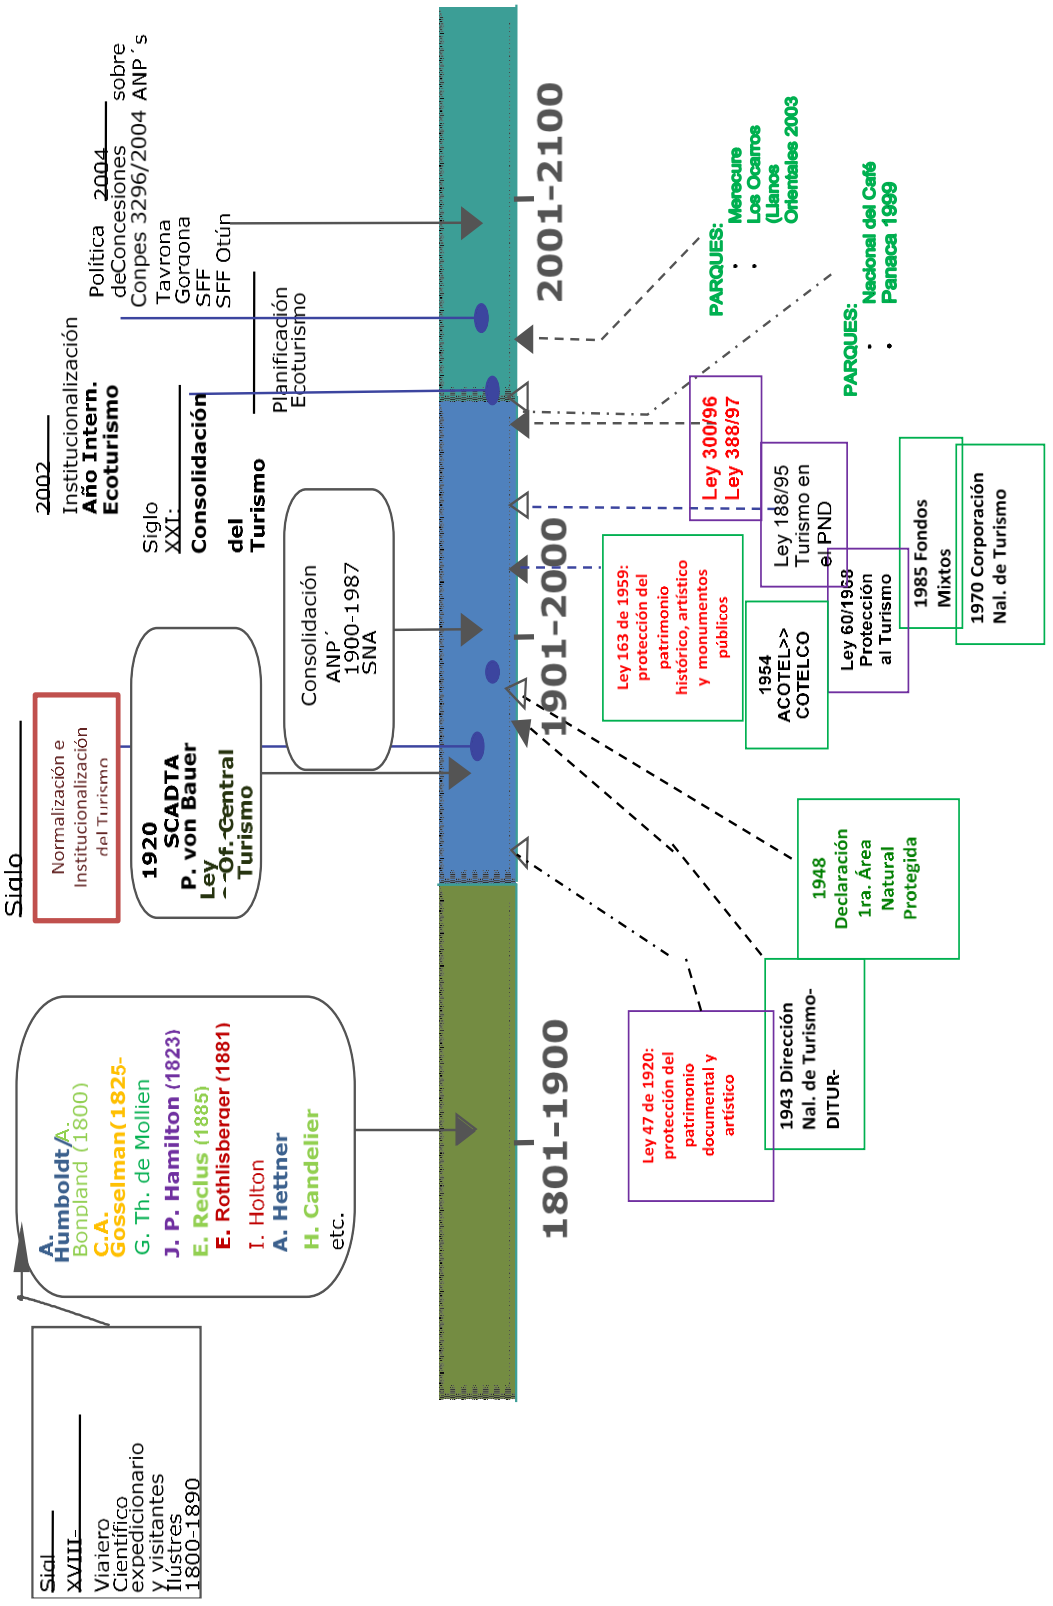 Sigl
XVIII-
Viajero
Científico
expedicionario
y visitantes
Ilústres
1800-1890
A.
Humboldt/A.
Bonpland (1800)
C.A.
Gosselman(1825-
G. Th. de Mollien
J. P. Hamilton (1823)
E. Reclus (1885)
E. Rothlisberger (1881)
I. Holton
A. Hettner
H. Candelier
etc.
Siglo
Normalización e
Institucionalización
del Turismo
1920
SCADTA
P. von Bauer
Ley
Of. Central
Turismo
Consolidación
ANP´
1900-1987
SNA
Siglo
XXI:
Consolidación
del
Turismo
2002
Institucionalización
Año Intern.
Ecoturismo
Planificación
Ecoturismo
2004
Política sobre
deConcesiones
Conpes 3296/2004 ANP´s
Tayrona
Gorgona
SFF
SFF Otún
1801-1900
1901-2000
2001-2100
Ley 47 de 1920:
protección del
patrimonio
documental y
artístico
1943 Dirección
Nal. de Turismo-
DITUR-
1948
Declaración
1ra. Área
Natural
Protegida
Ley 163 de 1959:
protección del
patrimonio
histórico, artístico
y monumentos
públicos
1954
ACOTEL>>
COTELCO
Ley 60/1968
Protección
al Turismo
1985 Fondos
Mixtos
1970 Corporación
Nal. de Turismo
Ley 188/95
Turismo en
el PND
Ley 300/96
Ley 388/97
PARQUES:
• Merecure
• Los Ocarros
(Llanos
Orientales 2003
PARQUES:
• Nacional del Café
• Panaca 1999